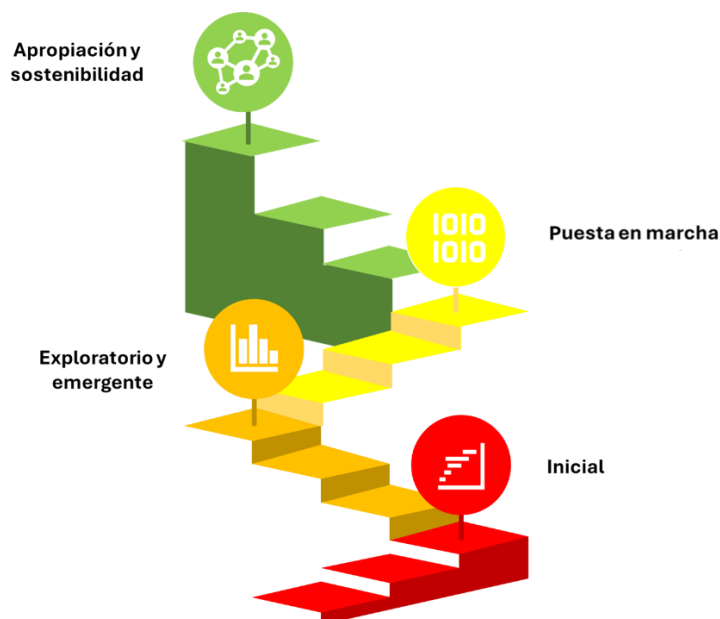 Apropiación y
sostenibilidad
1010
1010
Puesta en marcha
Exploratorio y
emergente
Inicial